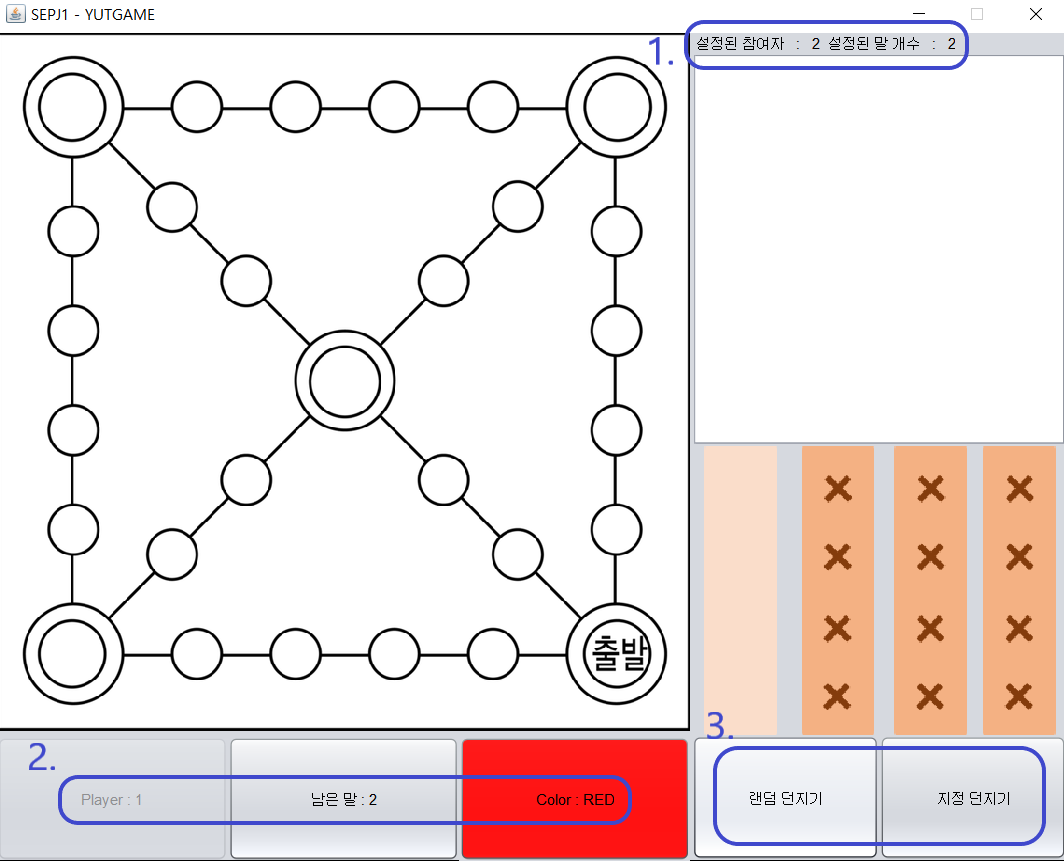 SEPJ1 - YUTGAME
1.
설정된 참여자 : 2 설정된 말 개수 : 2
출발
2.
3.
Player : 1
남은 말 : 2
Color : RED
랜덤 던지기
지정 던지기